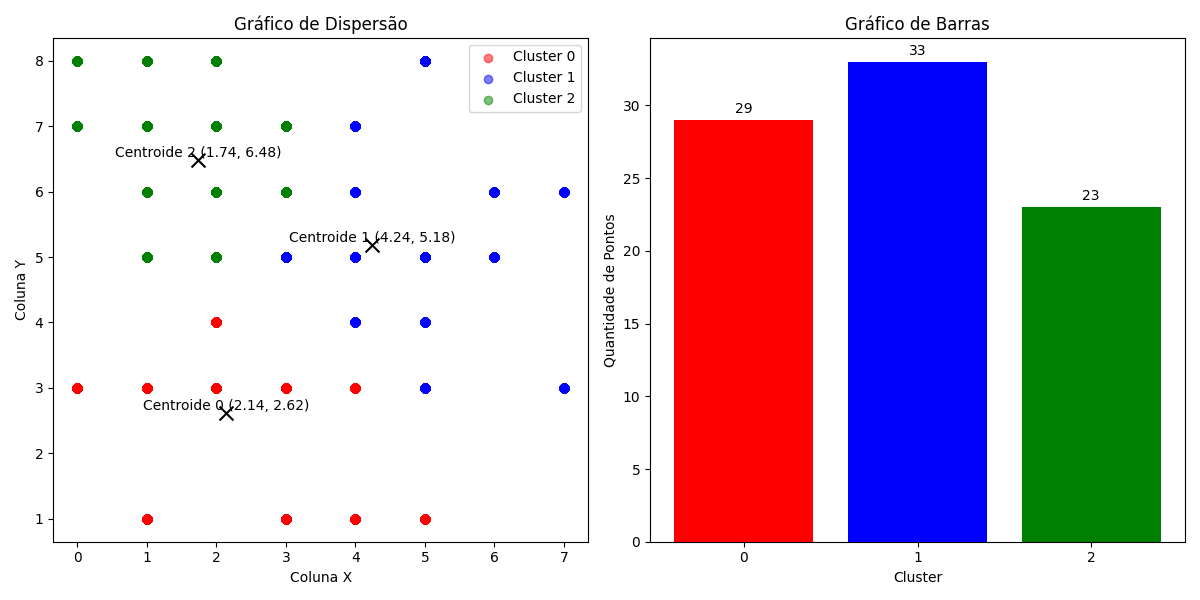 Gráfico de Dispersão
8
7
6
5
4
3
2
1
Coluna Y
Cluster 0
Cluster 1
Cluster 2
Centroide 2 (1.74, 6.48)
Centroide 1 (4.24, 5.18)
Centroide 0 (2.14, 2.62)
0 1 2 3 4 5 6 7
Coluna X
Gráfico de Barras
30
25
20
15
10
5
0
Quantidade de Pontos
29
33
23
0 1 2
Cluster